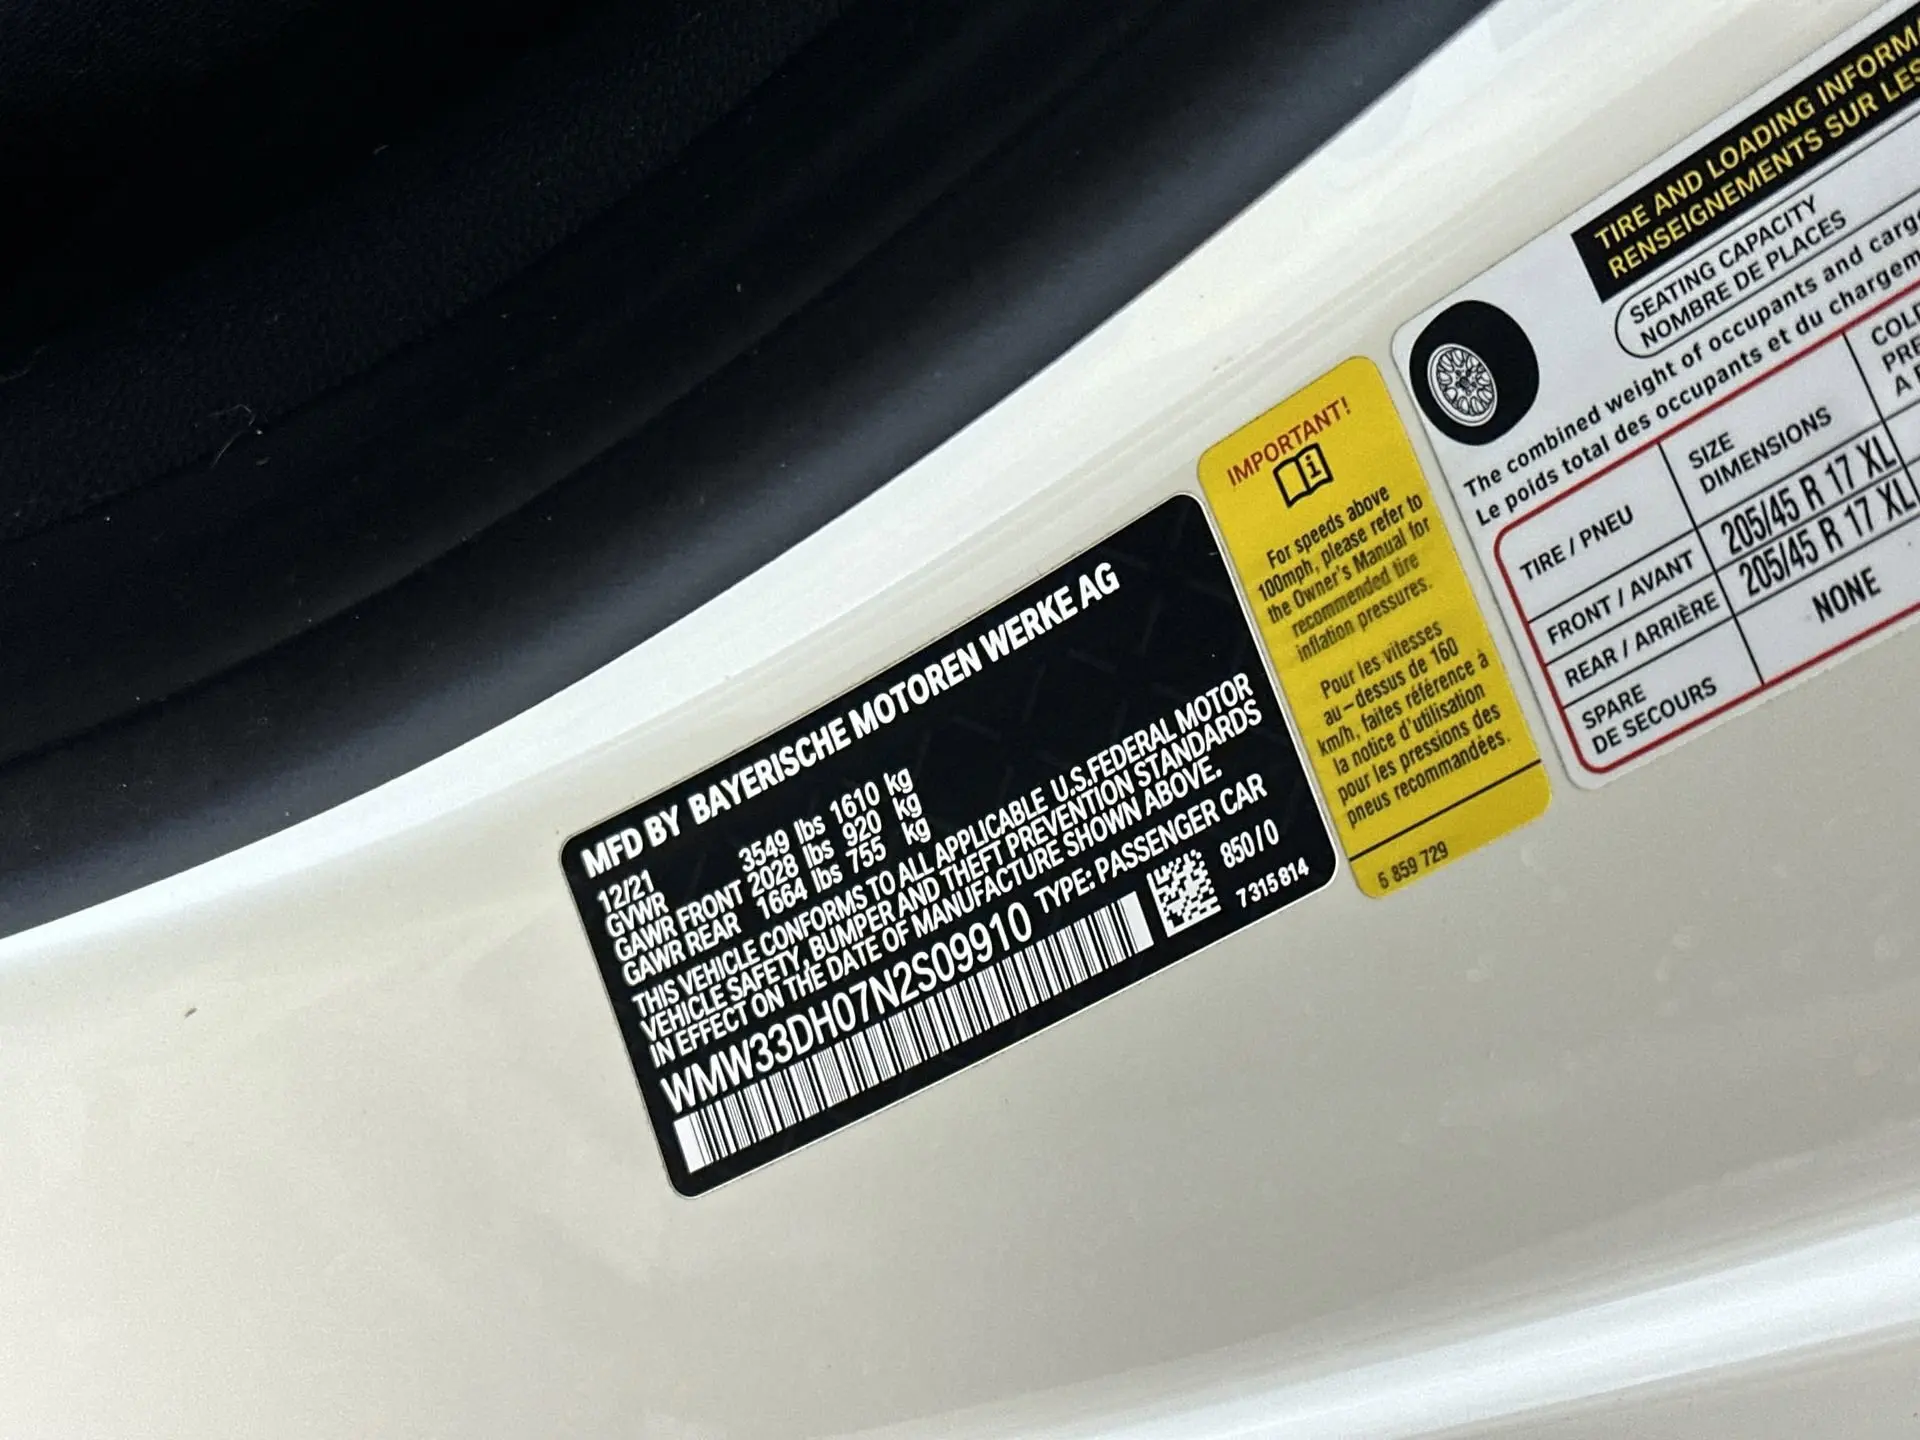 MFD BY BAYERISCHE MOTOREN WERKE AG
12/21
GVWR 3549 lbs 1610 kg
GAWR FRONT 2028 lbs 920 kg
GAWR REAR 1664 lbs 755 kg
THIS VEHICLE CONFORMS TO ALL APPLICABLE U.S.FEDERAL MOTOR
VEHICLE SAFETY, BUMPER AND THEFT PREVENTION STANDARDS
IN EFFECT ON THE DATE OF MANUFACTURE SHOWN ABOVE.
WMW33DH07N2S09910 TYPE: PASSENGER CAR
850/0
7315814
IMPORTANT!
For speeds above
100mph, please refer to
the Owner's Manual for
recommended tire
inflation pressures.
Pour les vitesses
au-dessus de 160
km/h, faites référence à
la notice d'utilisation
pour les pressions des
pneus recommandées.
6 859 729
TIRE AND LOADING
RENSEIGNEMENTS SUR LES
SEATING CAPACITY
NOMBRE DE PLACES
The combined weight of occupants and
Le poids total des occupants et du
TIRE / PNEU
SIZE
DIMENSIONS
FRONT / AVANT 205/45 R 17 XL
REAR / ARRIÈRE 205/45 R 17 XL
SPARE
DE SECOURS
NONE